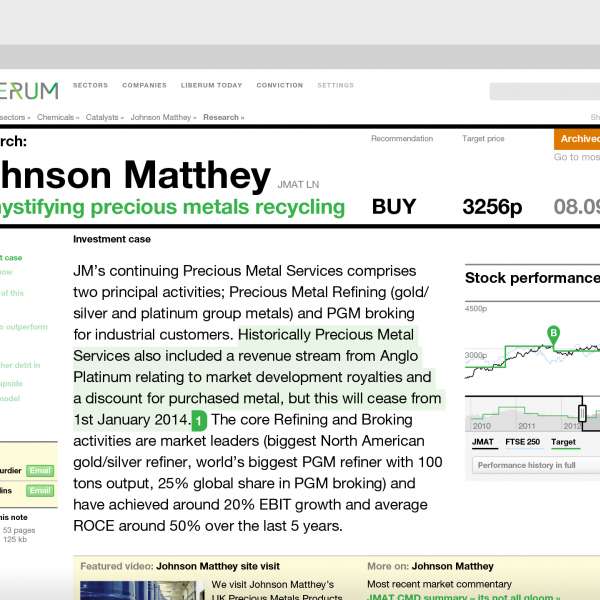 ERUM
SECTORS COMPANIES LIBERUM TODAY CONVICTION SETTINGS
sectors » Chemicals » Catalysts » Johnson Matthey » Research »
Sh
rch:
Recommendation Target price Archived
Go to mos
hnson Matthey JMAT LN
ystifying precious metals recycling BUY 3256p 08.09
Investment case
JM's continuing Precious Metal Services comprises
two principal activities; Precious Metal Refining (gold/
silver and platinum group metals) and PGM broking
for industrial customers. Historically Precious Metal
Services also included a revenue stream from Anglo
Platinum relating to market development royalties and
a discount for purchased metal, but this will cease from
1st January 2014. 1 The core Refining and Broking
activities are market leaders (biggest North American
gold/silver refiner, world's biggest PGM refiner with 100
tons output, 25% global share in PGM broking) and
have achieved around 20% EBIT growth and average
ROCE around 50% over the last 5 years.
t case
now
of this
o outperform
her debt in
upside
model
urdier Email
lins Email
his note
53 pages
125 kb
Stock performance
4500p
B
3000p
2010 2011 2012
JMAT FTSE 250 Target
Performance history in full
Featured video: Johnson Matthey site visit
We visit Johnson Matthey's
UK Precious Metals Products
More on: Johnson Matthey
Most recent market commentary
JMAT CMD summary – its not all gloom »